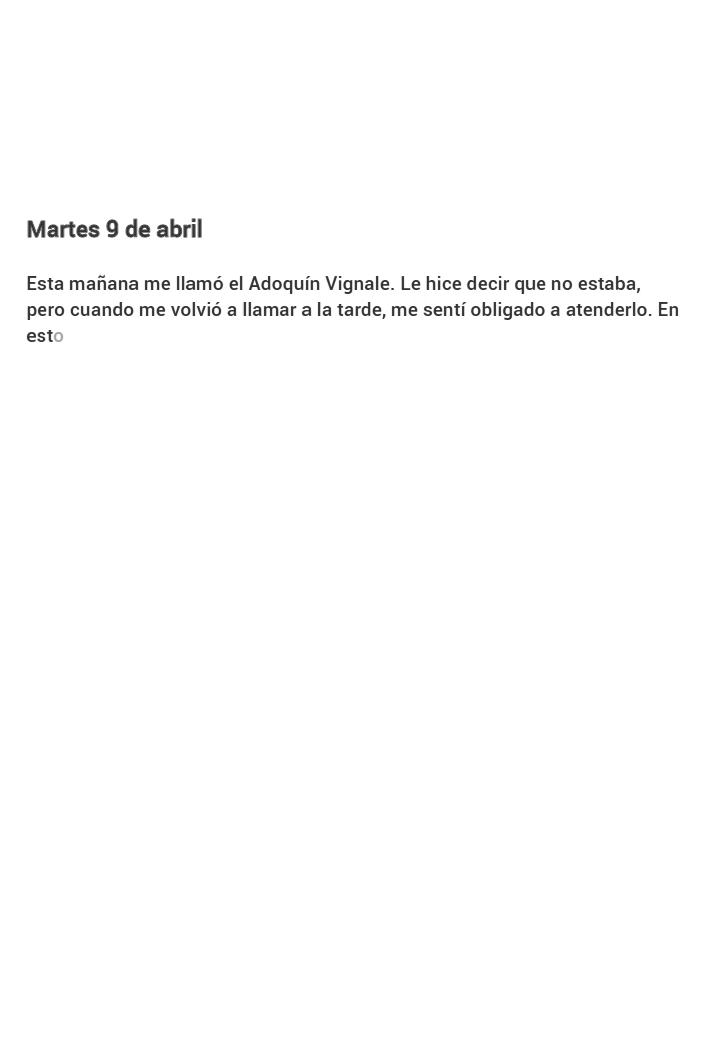 Martes 9 de abril
Esta mañana me llamó el Adoquín Vignale. Le hice decir que no estaba,
pero cuando me volvió a llamar a la tarde, me sentí obligado a atenderlo. En
esto